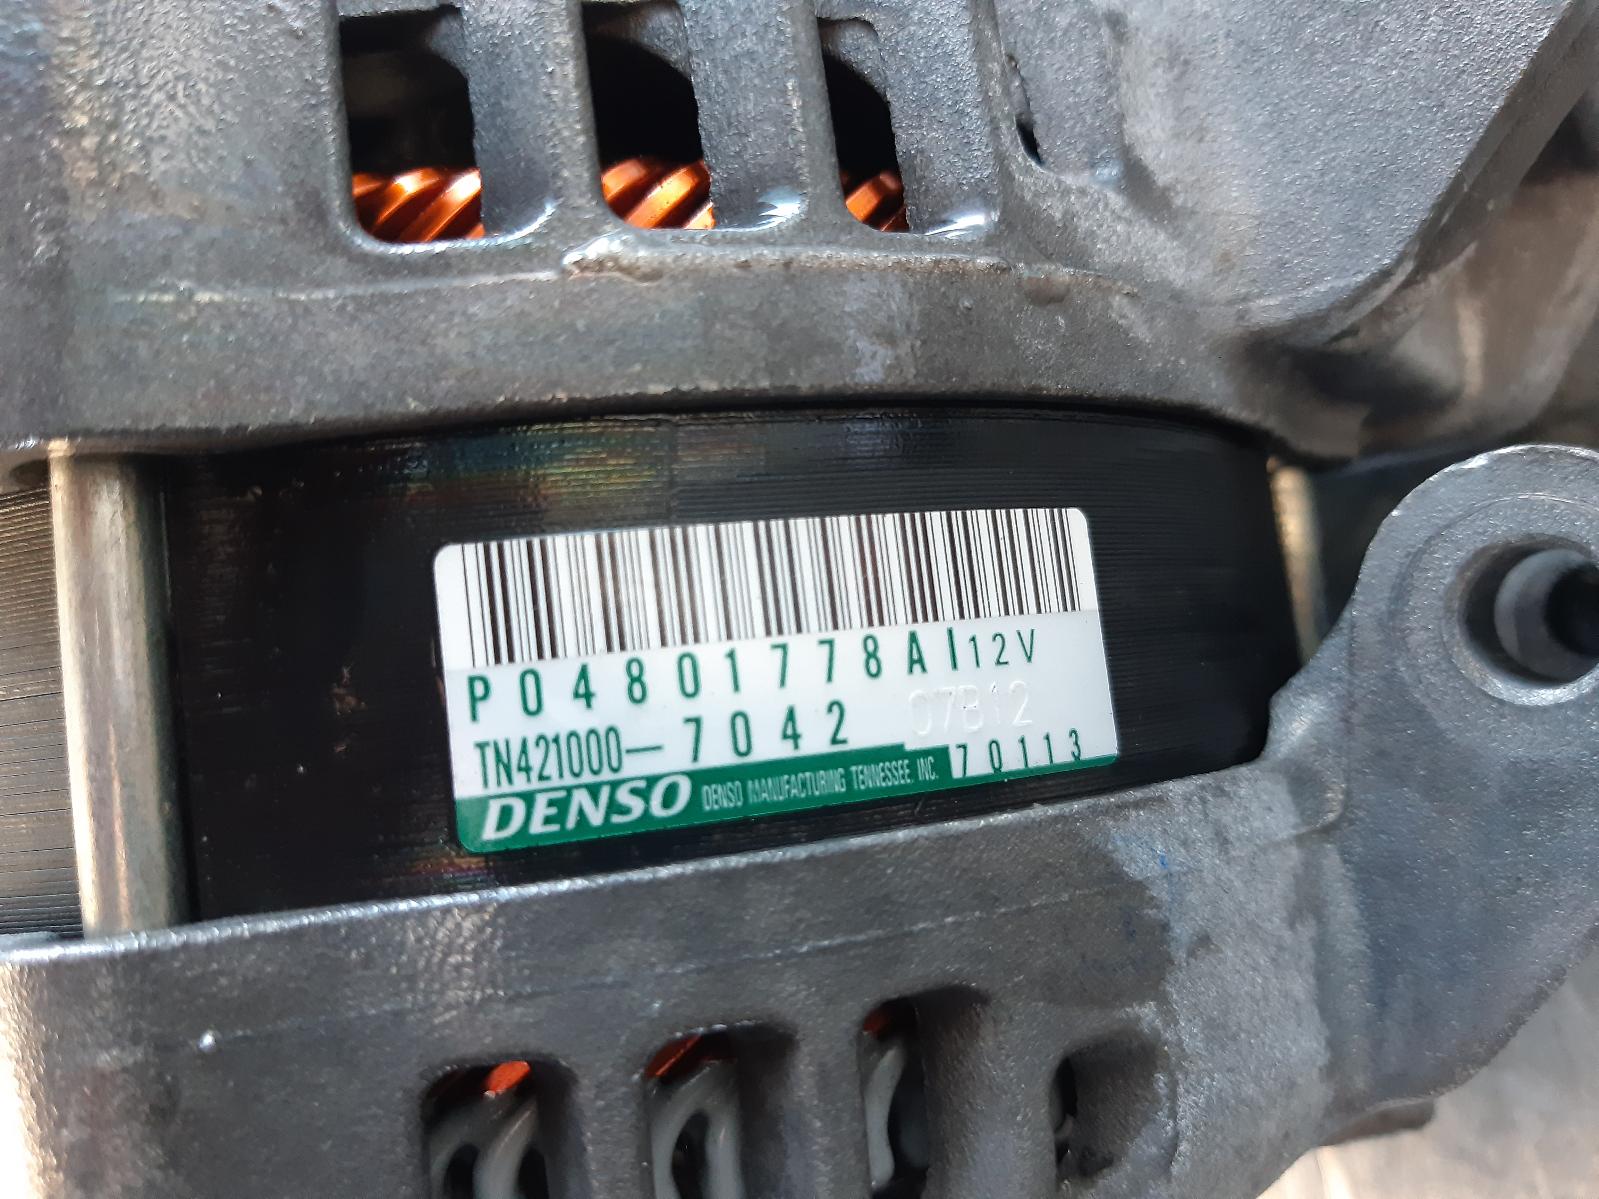 P04801778AI 12V
TN421000-7042 07B12
DENSO DENSO MANUFACTURING TENNESSEE, INC. 70113